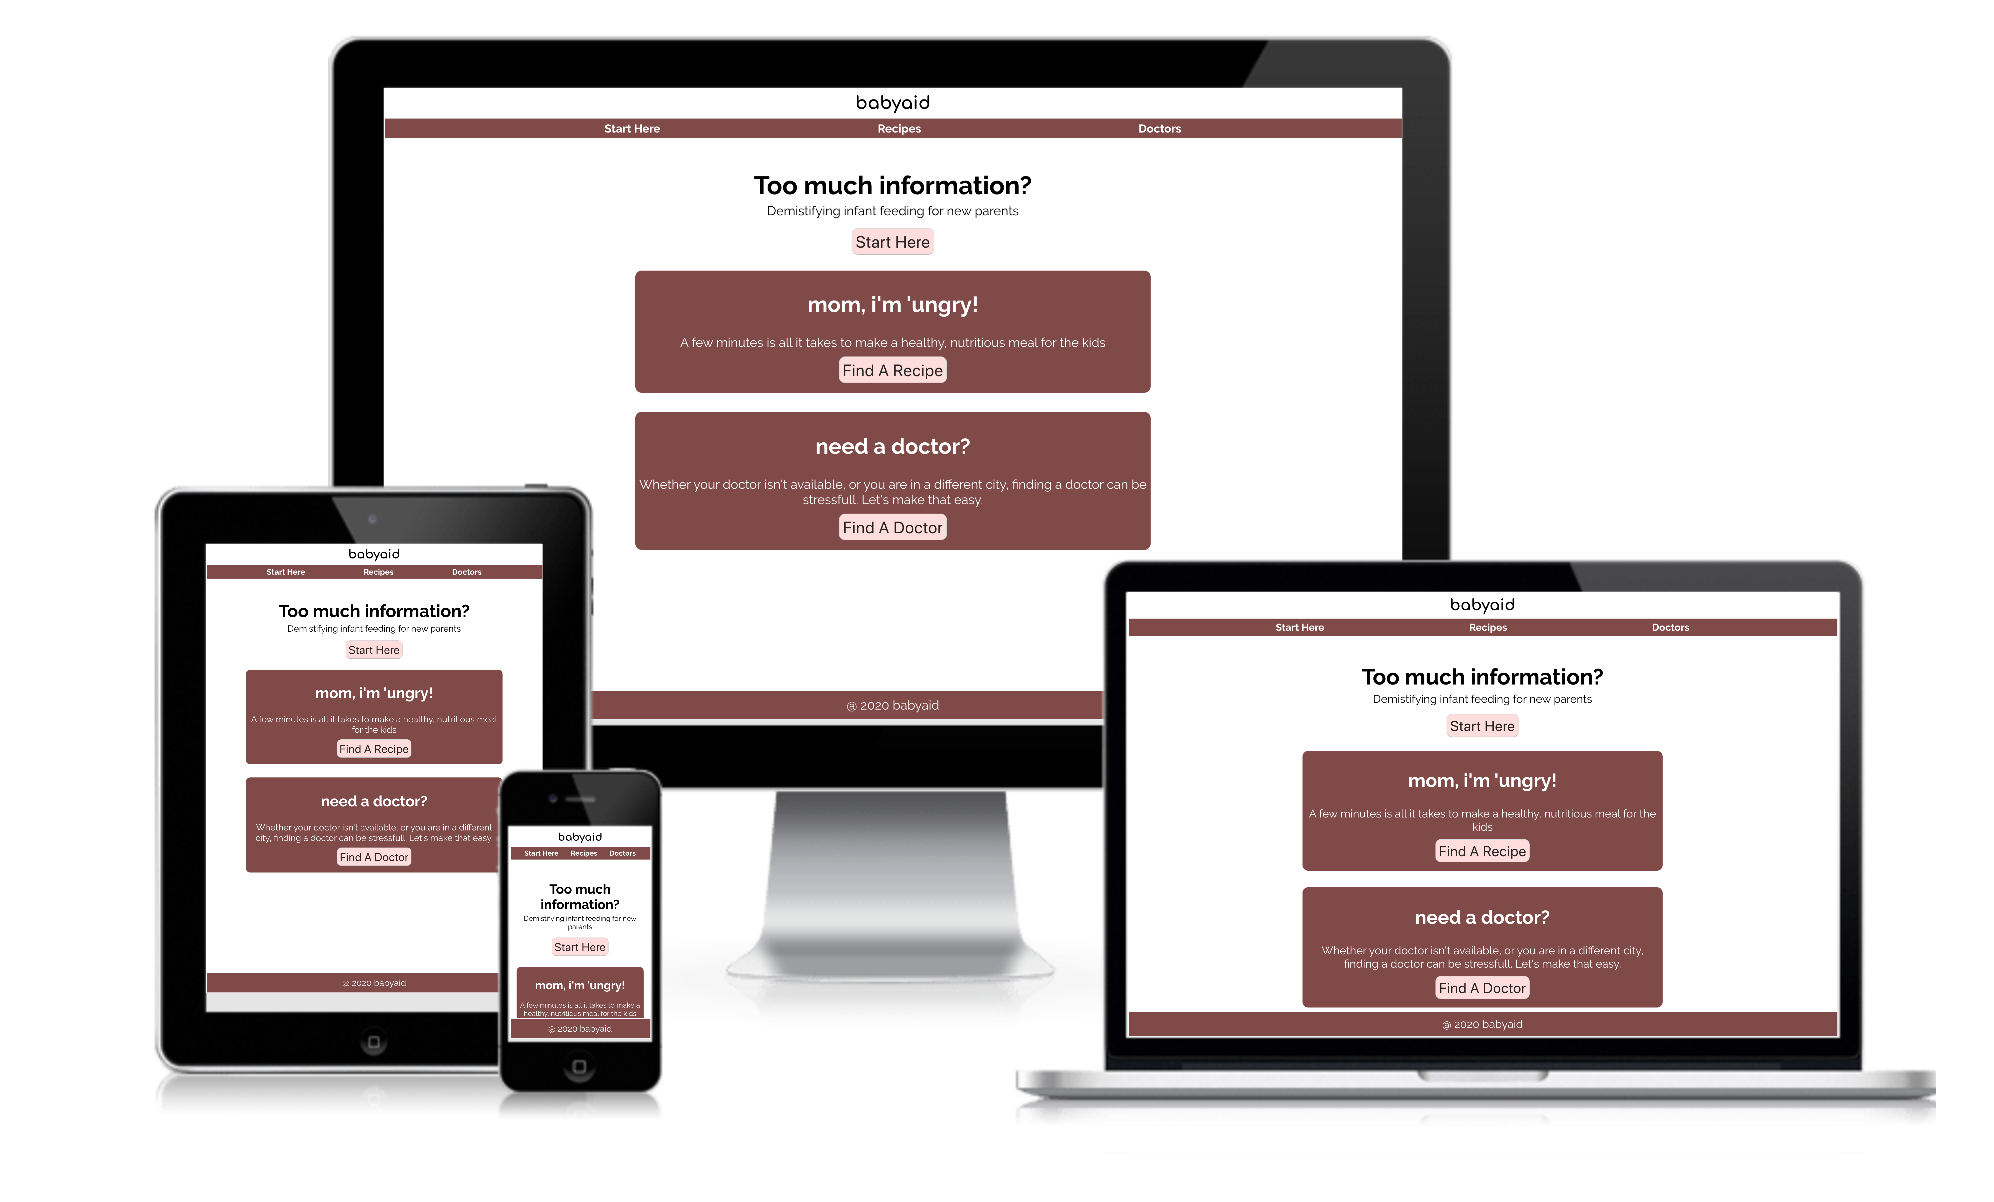 babyaid
Start Here Recipes Doctors
Too much information?
Demistifying infant feeding for new parents
Start Here
mom, i'm 'ungry!
A few minutes is all it takes to make a healthy, nutritious meal for the kids
Find A Recipe
need a doctor?
Whether your doctor isn't available, or you are in a different city, finding a doctor can be
stressfull. Let's make that easy.
Find A Doctor
@ 2020 babyaid
babyaid
Start Here Recipes Doctors
Too much information?
Demistifying infant feeding for new parents
Start Here
mom, i'm 'ungry!
A few minutes is all it takes to make a healthy, nutritious meal
for the kids
Find A Recipe
need a doctor?
Whether your doctor isn't available, or you are in a different
city, finding a doctor can be stressfull. Let's make that easy.
Find A Doctor
@ 2020 babyaid
babyaid
Start Here Recipes Doctors
Too much
information?
Demistifying infant feeding for new
parents
Start Here
mom, i'm 'ungry!
A few minutes is all it takes to make a
healthy, nutritious meal for the kids
@ 2020 babyaid
babyaid
Start Here Recipes Doctors
Too much information?
Demistifying infant feeding for new parents
Start Here
mom, i'm 'ungry!
A few minutes is all it takes to make a healthy, nutritious meal for the
kids
Find A Recipe
need a doctor?
Whether your doctor isn't available, or you are in a different city,
finding a doctor can be stressfull. Let's make that easy.
Find A Doctor
@ 2020 babyaid